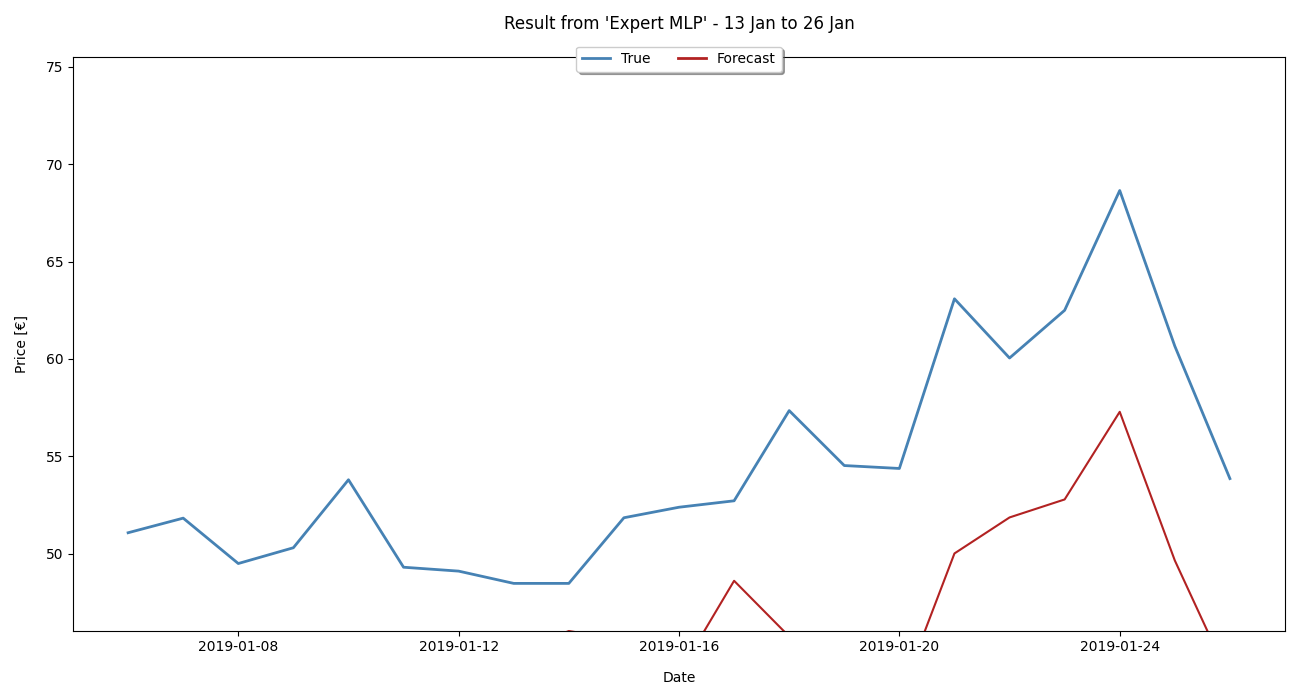 Result from 'Expert MLP' - 13 Jan to 26 Jan
True Forecast
75
70
65
60
55
50
Price [€]
2019-01-08 2019-01-12 2019-01-16 2019-01-20 2019-01-24
Date